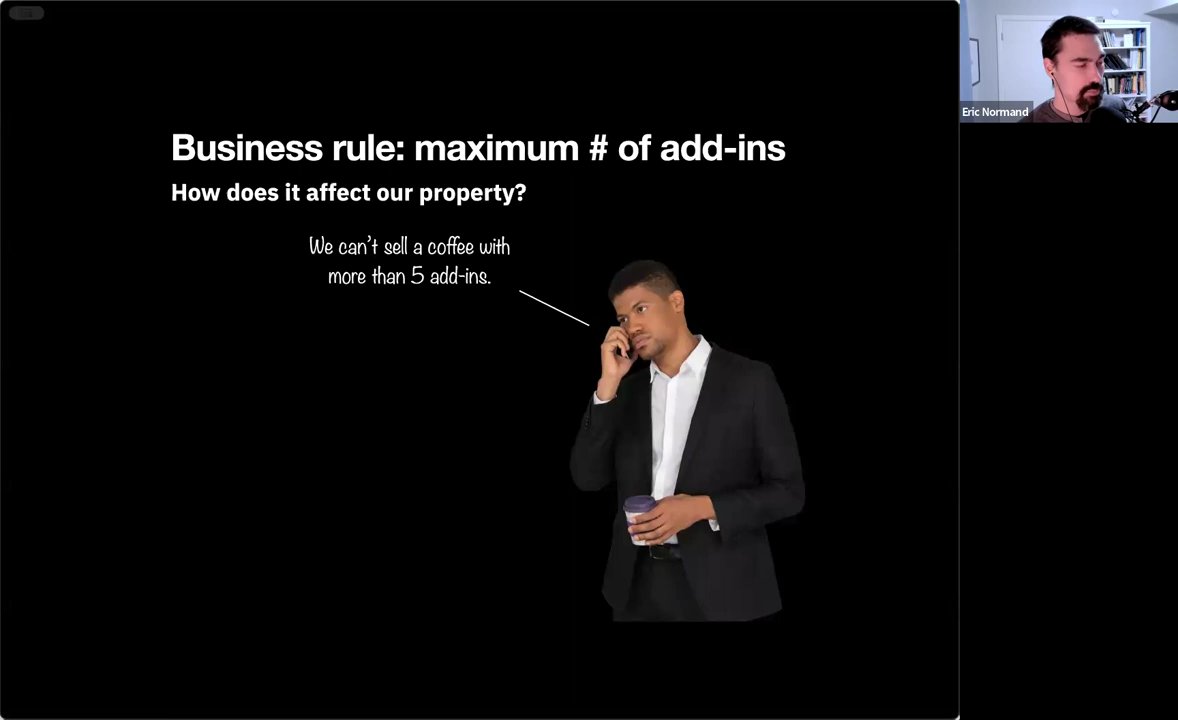 Business rule: maximum # of add-ins
How does it affect our property?
We can't sell a coffee with
more than 5 add-ins.
Eric Normand